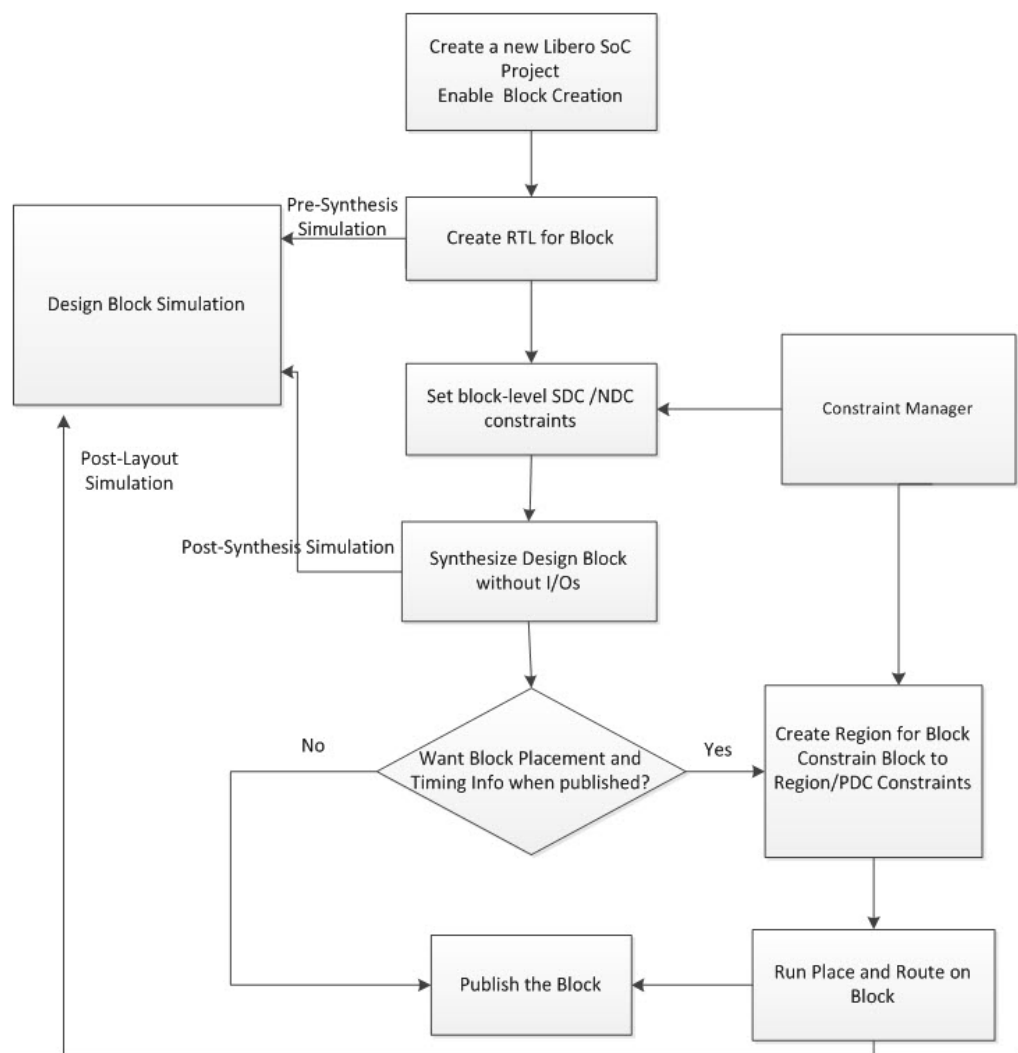 Create a new Libero SoC
Project
Enable  Block Creation
Pre-Synthesis
Simulation
Create RTL for Block
Design Block Simulation
Set block-level SDC /NDC
constraints
Constraint Manager
Post-Layout
Simulation
Post-Synthesis Simulation
Synthesize Design Block
without I/Os
No
Want Block Placement and
Timing Info when published?
Yes
Create Region for Block
Constrain Block to
Region/PDC Constraints
Publish the Block
Run Place and Route on
Block